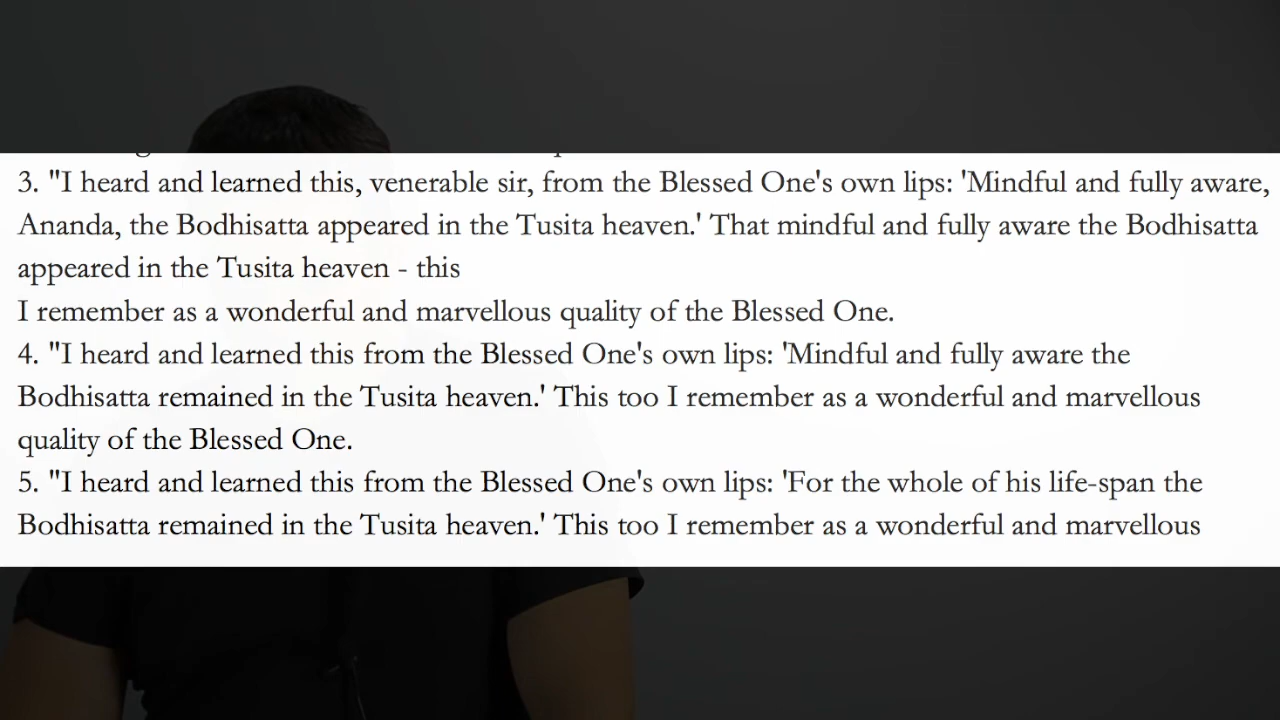 3. "I heard and learned this, venerable sir, from the Blessed One's own lips: 'Mindful and fully aware,
Ananda, the Bodhisatta appeared in the Tusita heaven.' That mindful and fully aware the Bodhisatta
appeared in the Tusita heaven - this
I remember as a wonderful and marvellous quality of the Blessed One.
4. "I heard and learned this from the Blessed One's own lips: 'Mindful and fully aware the
Bodhisatta remained in the Tusita heaven.' This too I remember as a wonderful and marvellous
quality of the Blessed One.
5. "I heard and learned this from the Blessed One's own lips: 'For the whole of his life-span the
Bodhisatta remained in the Tusita heaven.' This too I remember as a wonderful and marvellous